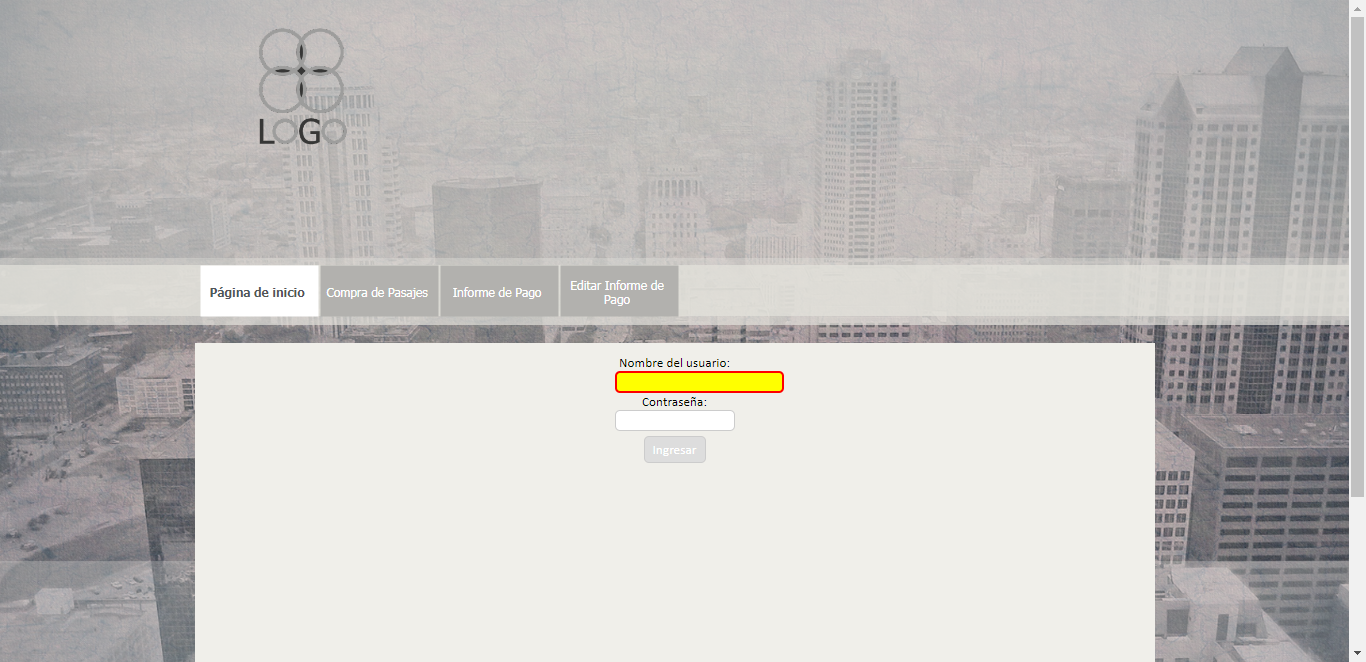 LOGO
Página de inicio
Compra de Pasajes
Informe de Pago
Editar Informe de
Pago
Nombre del usuario:
Contraseña:
Ingresar